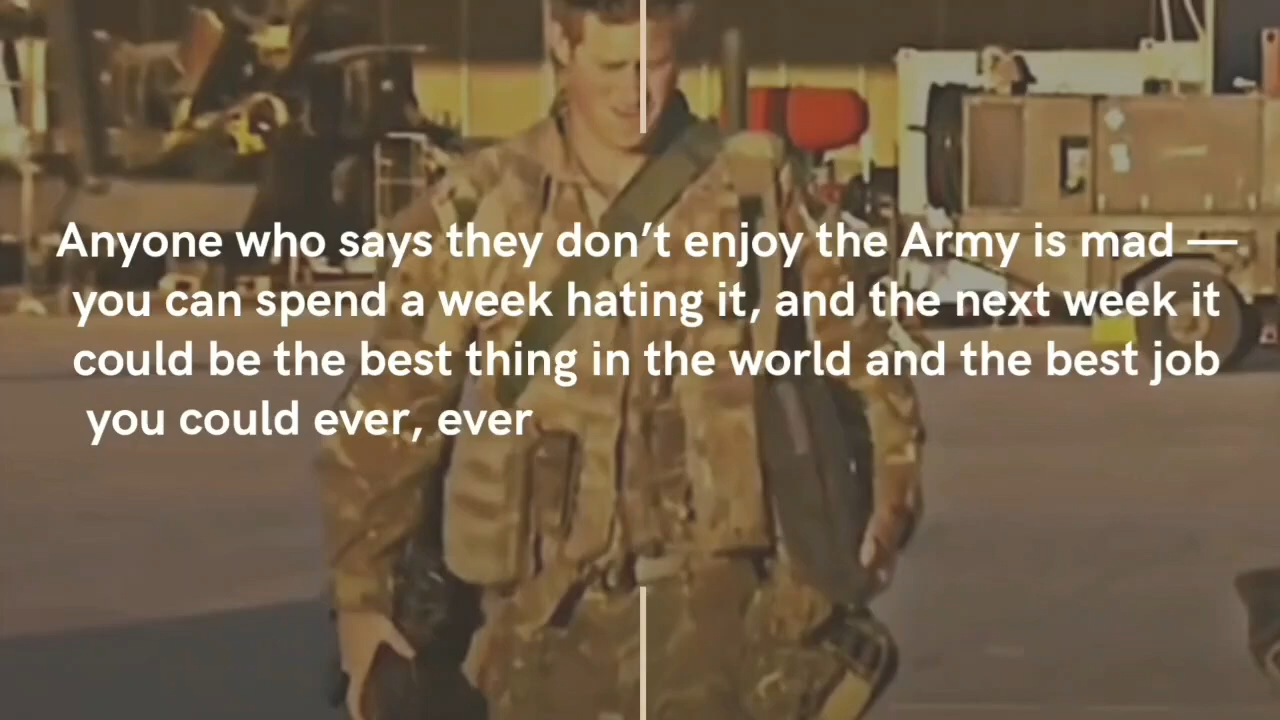 Anyone who says they don’t enjoy the Army is mad —
you can spend a week hating it, and the next week it
could be the best thing in the world and the best job
you could ever, ever